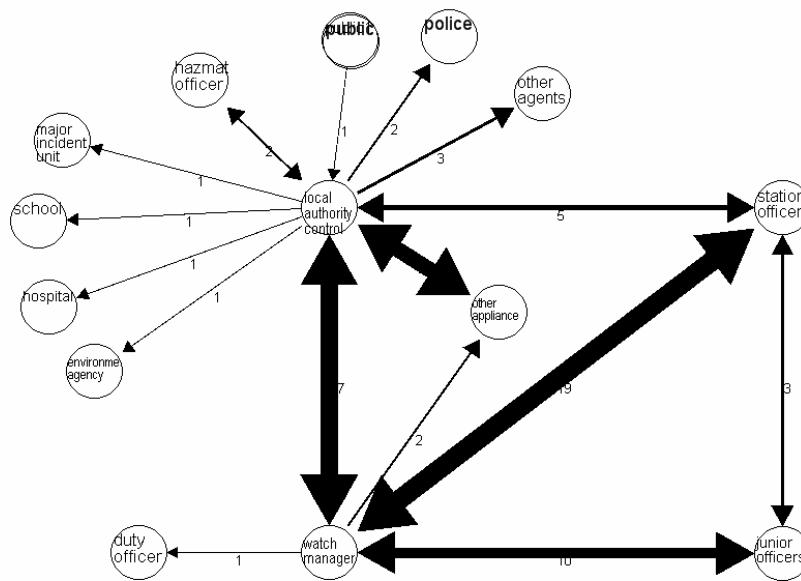 public
police
hazmat
officer
other
agents
1
2
3
2
major
incident
unit
1
local
authority
control
school
1
station
officer
5
1
hospital
1
other
appliance
environme
agency
7
19
3
2
duty
officer
1
watch
manager
10
junior
officers